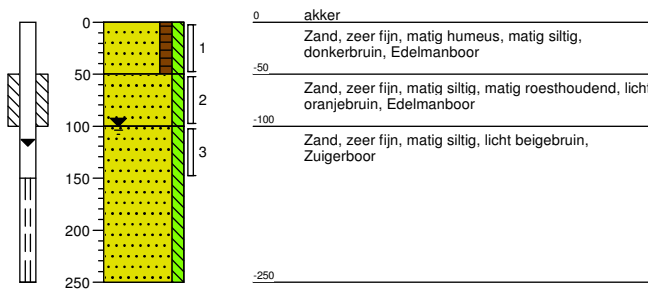 0
50
100
150
200
250
1
2
3
0 akker
Zand, zeer fijn, matig humeus, matig siltig,
donkerbruin, Edelmanboor
-50
Zand, zeer fijn, matig siltig, matig roesthoudend, licht
oranjebruin, Edelmanboor
-100
Zand, zeer fijn, matig siltig, licht beigebruin,
Zuigerboor
-250